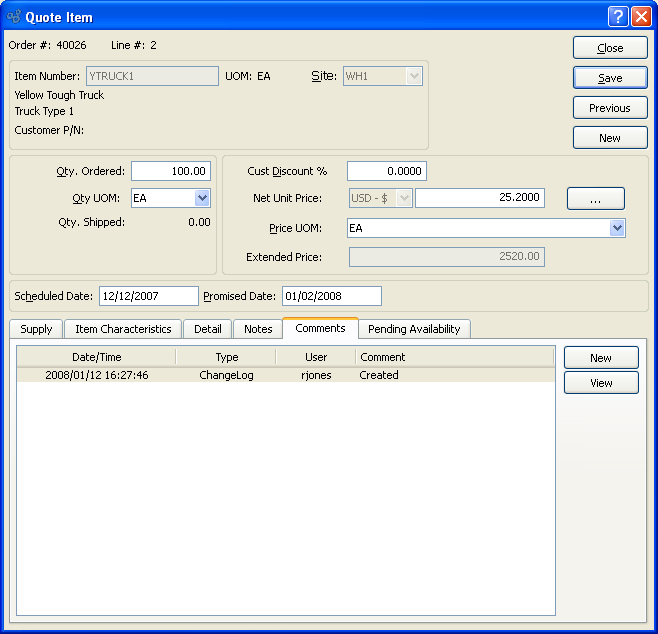 Quote Item
Order #: 40026 Line #: 2
Close
Item Number: YTRUCK1 UOM: EA Site: WH1
Save
Yellow Tough Truck
Truck Type 1
Previous
Customer P/N:
New
Qty. Ordered: 100.00
Cust Discount % 0.0000
Qty UOM: EA
Net Unit Price: USD - $ 25.2000 ...
Qty. Shipped: 0.00
Price UOM: EA
Extended Price: 2520.00
Scheduled Date: 12/12/2007 Promised Date: 01/02/2008
Supply Item Characteristics Detail Notes Comments Pending Availability
Date/Time Type User Comment
New
2008/01/12 16:27:46 ChangeLog rjones Created
View